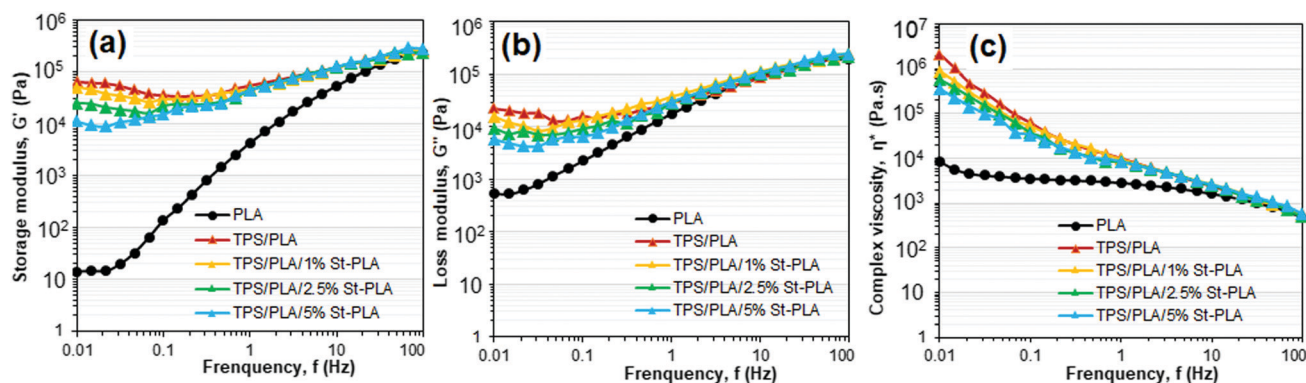 (a)
Storage modulus, G' (Pa)
10⁶
10⁵
10⁴
10³
10²
10
1
PLA
TPS/PLA
TPS/PLA/1% St-PLA
TPS/PLA/2.5% St-PLA
TPS/PLA/5% St-PLA
0.01 0.1 1 10 100
Frenquency, f (Hz)
(b)
Loss modulus, G" (Pa)
10⁶
10⁵
10⁴
10³
10²
10
1
PLA
TPS/PLA
TPS/PLA/1% St-PLA
TPS/PLA/2.5% St-PLA
TPS/PLA/5% St-PLA
0.01 0.1 1 10 100
Frenquency, f (Hz)
(c)
Complex viscosity, η* (Pa.s)
10⁷
10⁶
10⁵
10⁴
10³
10²
10
1
PLA
TPS/PLA
TPS/PLA/1% St-PLA
TPS/PLA/2.5% St-PLA
TPS/PLA/5% St-PLA
0.01 0.1 1 10 100
Frenquency, f (Hz)